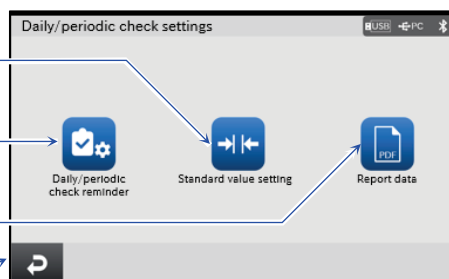 Daily/periodic check settings
USB PC
PDF
Daily/periodic
check reminder
Standard value setting
Report data